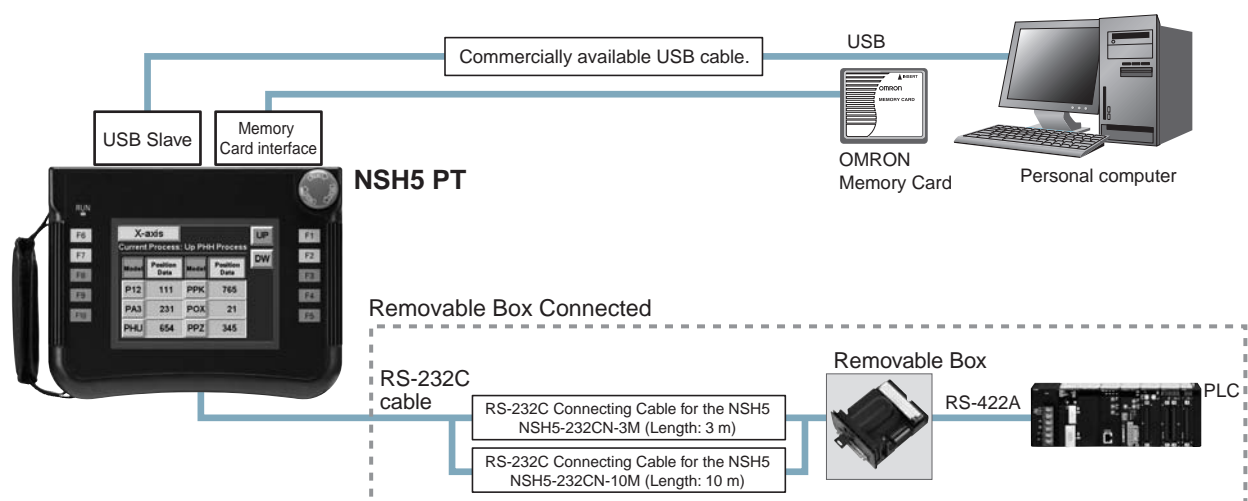 Commercially available USB cable.
USB
INSERT
OMRON
MEMORY CARD
USB Slave
Memory
Card interface
OMRON
Memory Card
Personal computer
NSH5 PT
RUN
F6
F7
F8
F9
F10
X-axis
UP
Current Process: Up PHH Process
DW
Model
Position
Data
Model
Position
Data
P12 111 PPK 765
PA3 231 POX 21
PHU 654 PPZ 345
F1
F2
F3
F4
F5
Removable Box Connected
RS-232C
cable
RS-232C Connecting Cable for the NSH5
NSH5-232CN-3M (Length: 3 m)
RS-232C Connecting Cable for the NSH5
NSH5-232CN-10M (Length: 10 m)
Removable Box
RS-422A
PLC